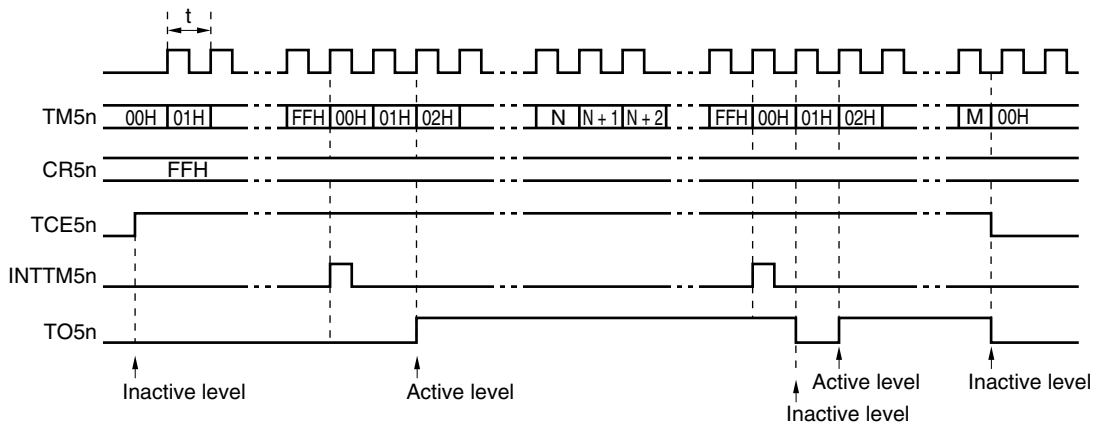 t
TM5n 00H 01H FFH 00H 01H 02H N N + 1 N + 2 FFH 00H 01H 02H M 00H
CR5n FFH
TCE5n
INTTM5n
TO5n
Inactive level Active level Active level Inactive level
Inactive level